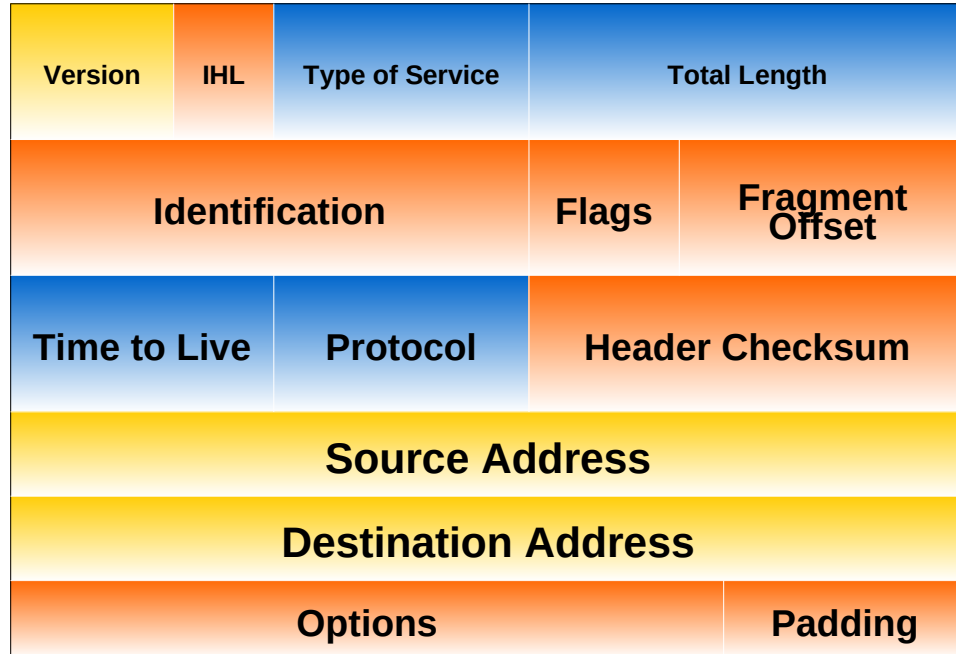 Version IHL Type of Service Total Length
Identification Flags Fragment
Offset
Time to Live Protocol Header Checksum
Source Address
Destination Address
Options Padding